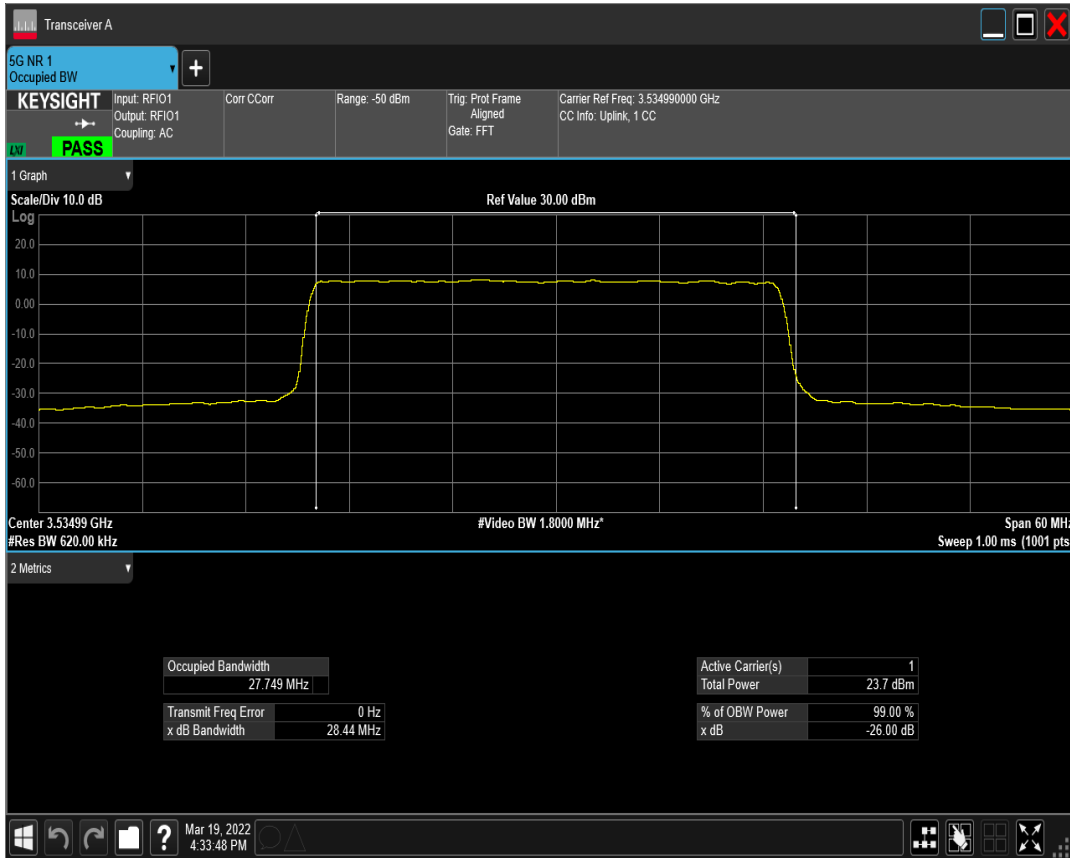 Transceiver A
5G NR 1
Occupied BW
KEYSIGHT
LXI
PASS
Input: RFIO1
Output: RFIO1
Coupling: AC
Corr CCorr
Range: -50 dBm
Trig: Prot Frame
Aligned
Gate: FFT
Carrier Ref Freq: 3.534990000 GHz
CC Info: Uplink, 1 CC
1 Graph
Scale/Div 10.0 dB
Ref Value 30.00 dBm
Log
20.0
10.0
0.00
-10.0
-20.0
-30.0
-40.0
-50.0
-60.0
Center 3.53499 GHz
#Video BW 1.8000 MHz*
Span 60 MHz
#Res BW 620.00 kHz
Sweep 1.00 ms (1001 pts
2 Metrics
Occupied Bandwidth
27.749 MHz
Transmit Freq Error 0 Hz
x dB Bandwidth 28.44 MHz
Active Carrier(s) 1
Total Power 23.7 dBm
% of OBW Power 99.00 %
x dB -26.00 dB
?
Mar 19, 2022
4:33:48 PM